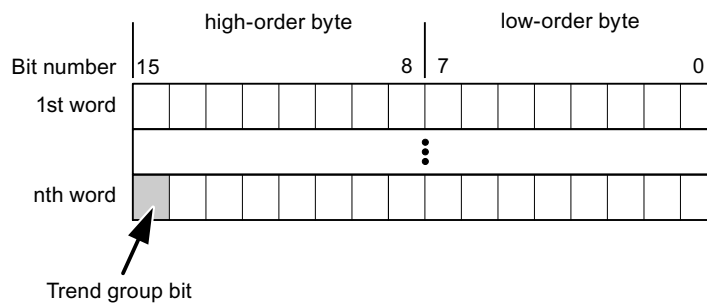 high-order byte low-order byte
Bit number 15 8 7 0
1st word
nth word
Trend group bit